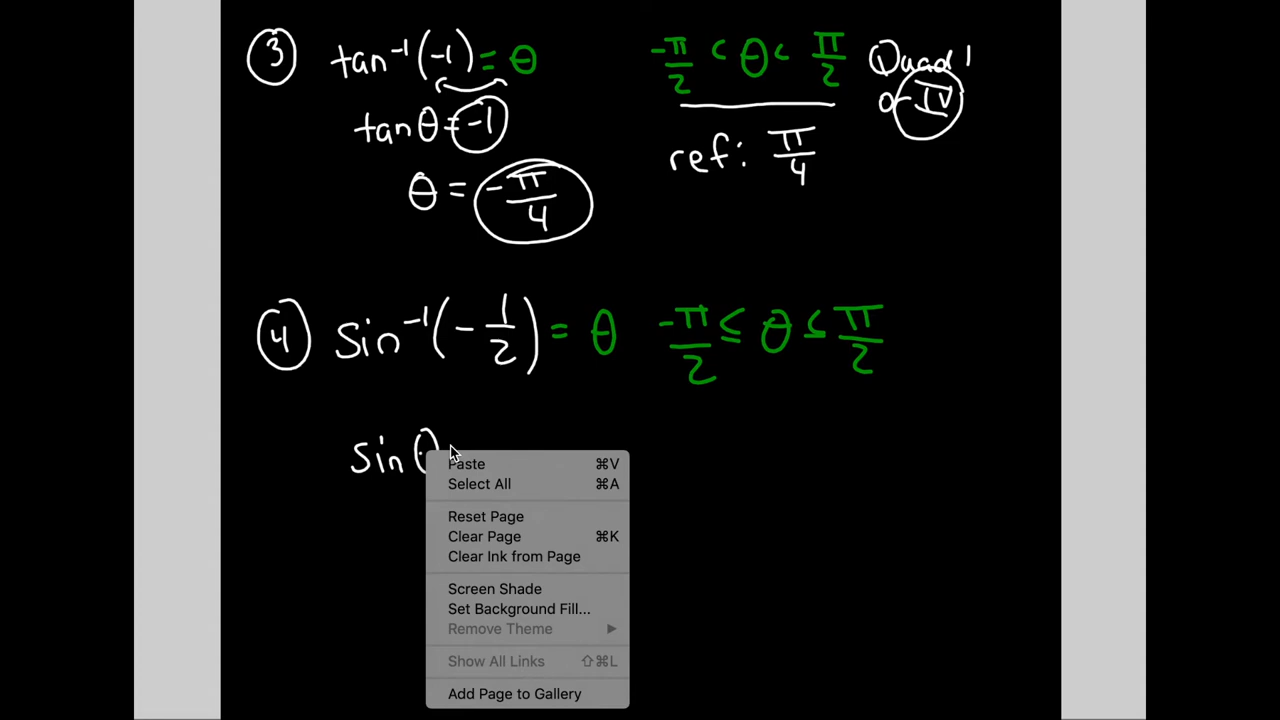 ③ tan⁻¹(-1) = θ
tan θ = -1
θ = -π/4
-π/2 < θ < π/2
Quad I
or IV
ref: π/4
④ sin⁻¹(-1/2) = θ -π/2 ≤ θ ≤ π/2
sin θ
Paste ⌘V
Select All ⌘A
Reset Page
Clear Page ⌘K
Clear Ink from Page
Screen Shade
Set Background Fill...
Remove Theme ▶
Show All Links ⇧⌘L
Add Page to Gallery